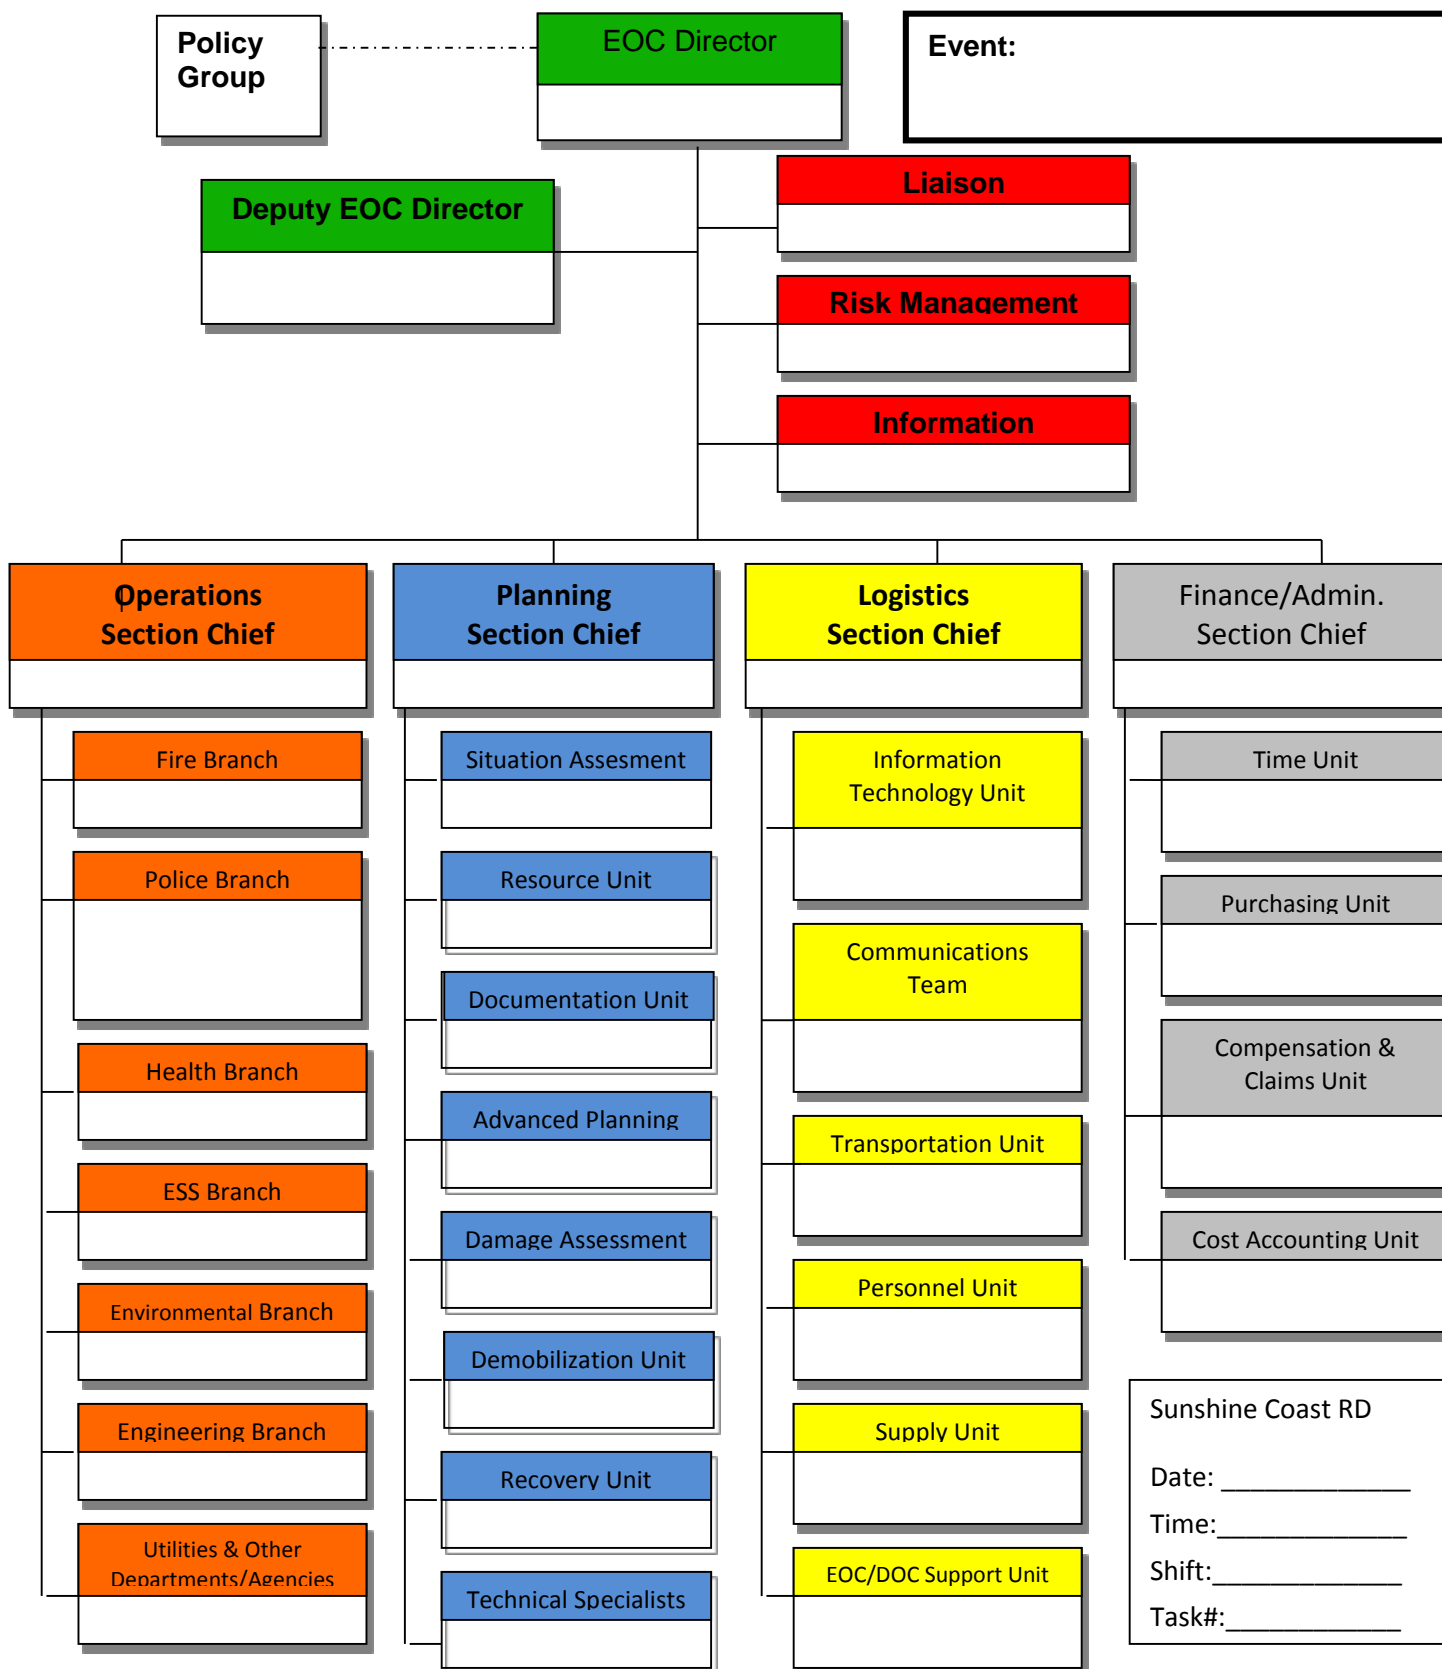 Policy
Group
EOC Director
Event:
Deputy EOC Director
Liaison
Risk Management
Information
Operations
Section Chief
Planning
Section Chief
Logistics
Section Chief
Finance/Admin.
Section Chief
Fire Branch
Police Branch
Health Branch
ESS Branch
Environmental Branch
Engineering Branch
Utilities & Other
Departments/Agencies
Situation Assesment
Resource Unit
Documentation Unit
Advanced Planning
Damage Assessment
Demobilization Unit
Recovery Unit
Technical Specialists
Information
Technology Unit
Communications
Team
Transportation Unit
Personnel Unit
Supply Unit
EOC/DOC Support Unit
Time Unit
Purchasing Unit
Compensation &
Claims Unit
Cost Accounting Unit
Sunshine Coast RD
Date: _____________
Time:_____________
Shift:_____________
Task#:____________